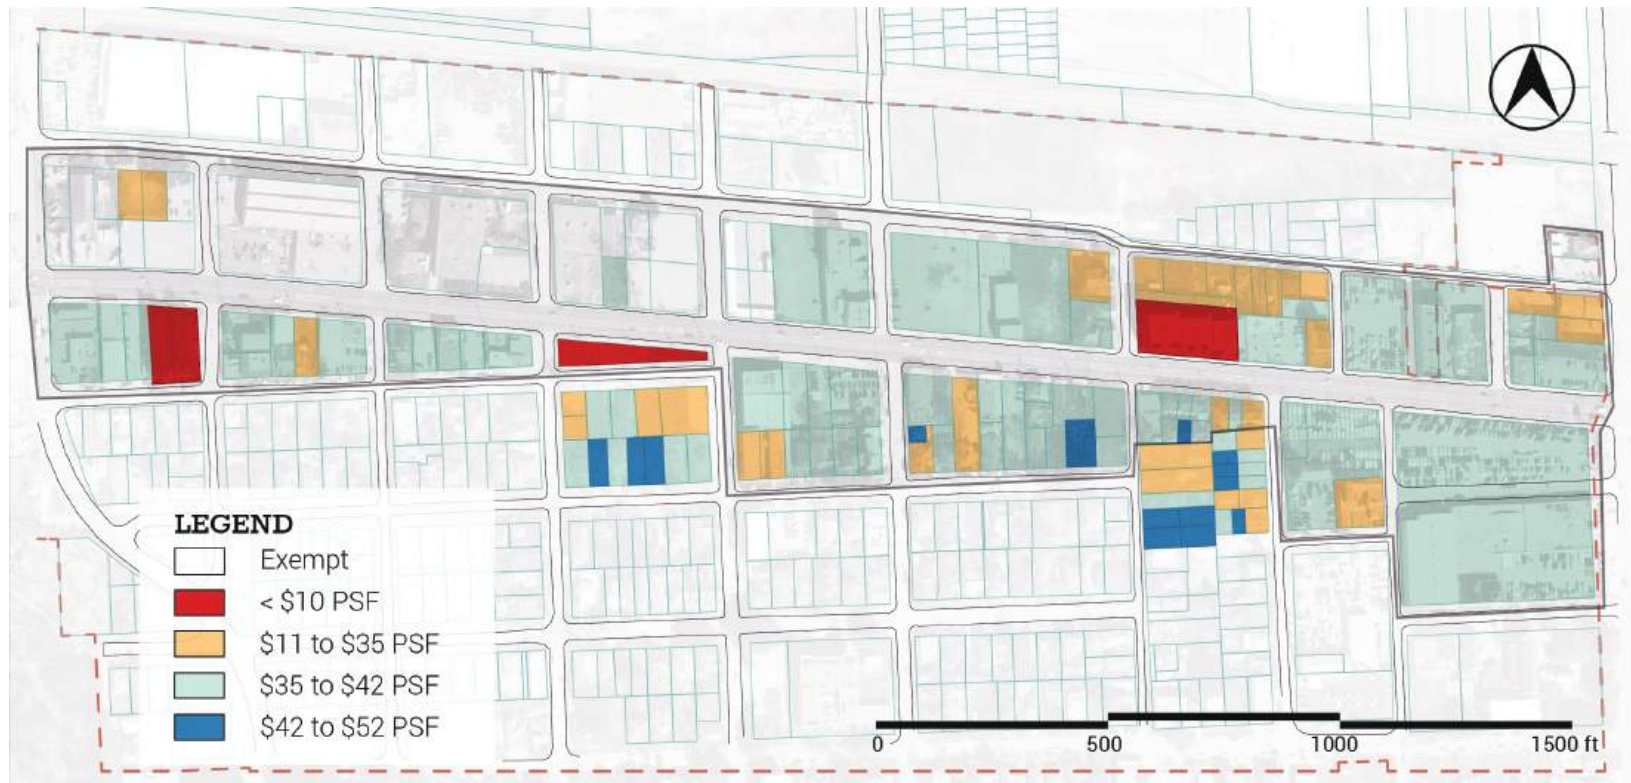 LEGEND
Exempt
< $10 PSF
$11 to $35 PSF
$35 to $42 PSF
$42 to $52 PSF
0 500 1000 1500 ft